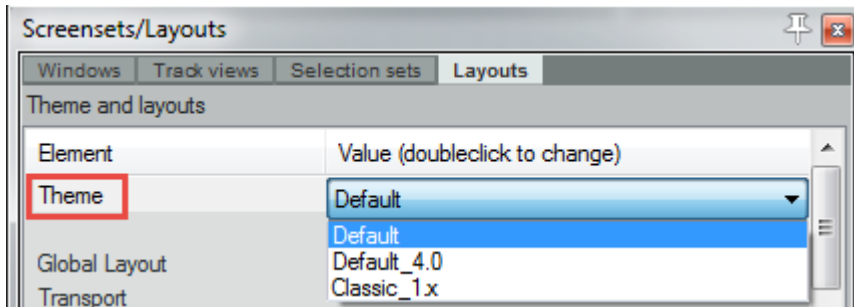 Screensets/Layouts
Windows Track views Selection sets Layouts
Theme and layouts
Element Value (doubleclick to change)
Theme Default
Default
Global Layout Default_4.0
Transport Classic_1.x